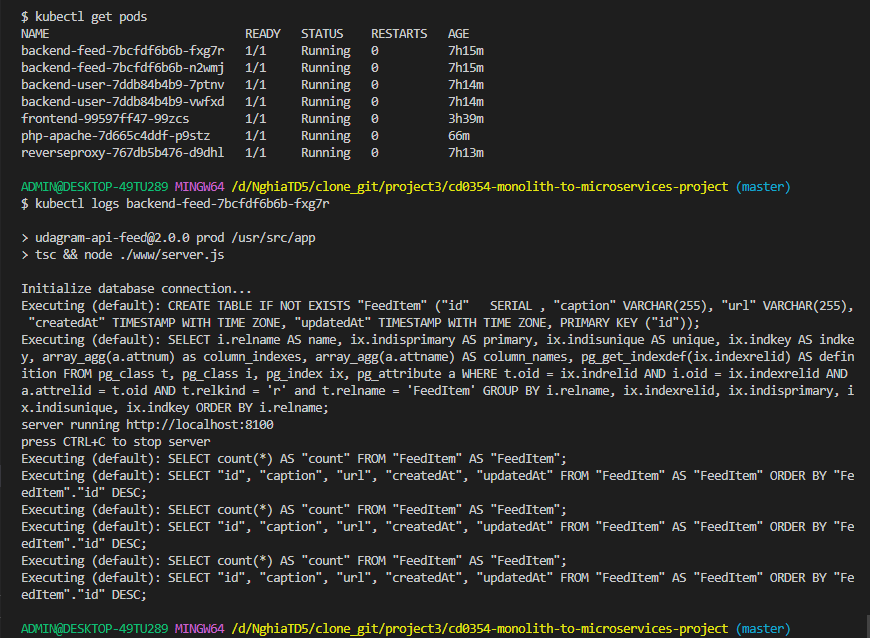 $ kubectl get pods
NAME READY STATUS RESTARTS AGE
backend-feed-7bcfdf6b6b-fxg7r 1/1 Running 0 7h15m
backend-feed-7bcfdf6b6b-n2wmj 1/1 Running 0 7h15m
backend-user-7ddb84b4b9-7ptnv 1/1 Running 0 7h14m
backend-user-7ddb84b4b9-vwfxd 1/1 Running 0 7h14m
frontend-99597ff47-99zcs 1/1 Running 0 3h39m
php-apache-7d665c4ddf-p9stz 1/1 Running 0 66m
reverseproxy-767db5b476-d9dhl 1/1 Running 0 7h13m
ADMIN@DESKTOP-49TU289 MINGW64 /d/NghiaTD5/clone_git/project3/cd0354-monolith-to-microservices-project (master)
$ kubectl logs backend-feed-7bcfdf6b6b-fxg7r
> udagram-api-feed@2.0.0 prod /usr/src/app
> tsc && node ./www/server.js
Initialize database connection...
Executing (default): CREATE TABLE IF NOT EXISTS "FeedItem" ("id"   SERIAL , "caption" VARCHAR(255), "url" VARCHAR(255),
"createdAt" TIMESTAMP WITH TIME ZONE, "updatedAt" TIMESTAMP WITH TIME ZONE, PRIMARY KEY ("id"));
Executing (default): SELECT i.relname AS name, ix.indisprimary AS primary, ix.indisunique AS unique, ix.indkey AS indke
y, array_agg(a.attnum) as column_indexes, array_agg(a.attname) AS column_names, pg_get_indexdef(ix.indexrelid) AS defin
ition FROM pg_class t, pg_class i, pg_index ix, pg_attribute a WHERE t.oid = ix.indrelid AND i.oid = ix.indexrelid AND
a.attrelid = t.oid AND t.relkind = 'r' and t.relname = 'FeedItem' GROUP BY i.relname, ix.indexrelid, ix.indisprimary, i
x.indisunique, ix.indkey ORDER BY i.relname;
server running http://localhost:8100
press CTRL+C to stop server
Executing (default): SELECT count(*) AS "count" FROM "FeedItem" AS "FeedItem";
Executing (default): SELECT "id", "caption", "url", "createdAt", "updatedAt" FROM "FeedItem" AS "FeedItem" ORDER BY "Fe
edItem"."id" DESC;
Executing (default): SELECT count(*) AS "count" FROM "FeedItem" AS "FeedItem";
Executing (default): SELECT "id", "caption", "url", "createdAt", "updatedAt" FROM "FeedItem" AS "FeedItem" ORDER BY "Fe
edItem"."id" DESC;
Executing (default): SELECT count(*) AS "count" FROM "FeedItem" AS "FeedItem";
Executing (default): SELECT "id", "caption", "url", "createdAt", "updatedAt" FROM "FeedItem" AS "FeedItem" ORDER BY "Fe
edItem"."id" DESC;
ADMIN@DESKTOP-49TU289 MINGW64 /d/NghiaTD5/clone_git/project3/cd0354-monolith-to-microservices-project (master)